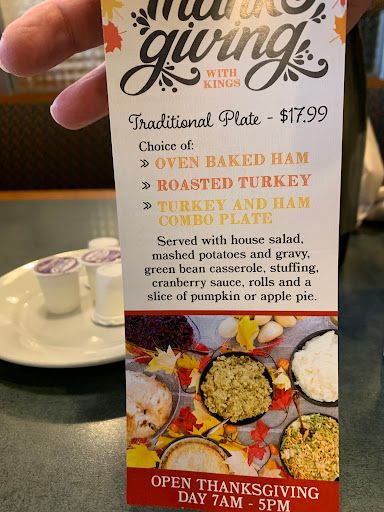 Thanks
giving
WITH
KINGS
Traditional Plate - $17.99
Choice of:
» OVEN BAKED HAM
» ROASTED TURKEY
» TURKEY AND HAM
COMBO PLATE
Served with house salad,
mashed potatoes and gravy,
green bean casserole, stuffing,
cranberry sauce, rolls and a
slice of pumpkin or apple pie.
OPEN THANKSGIVING
DAY 7AM - 5PM